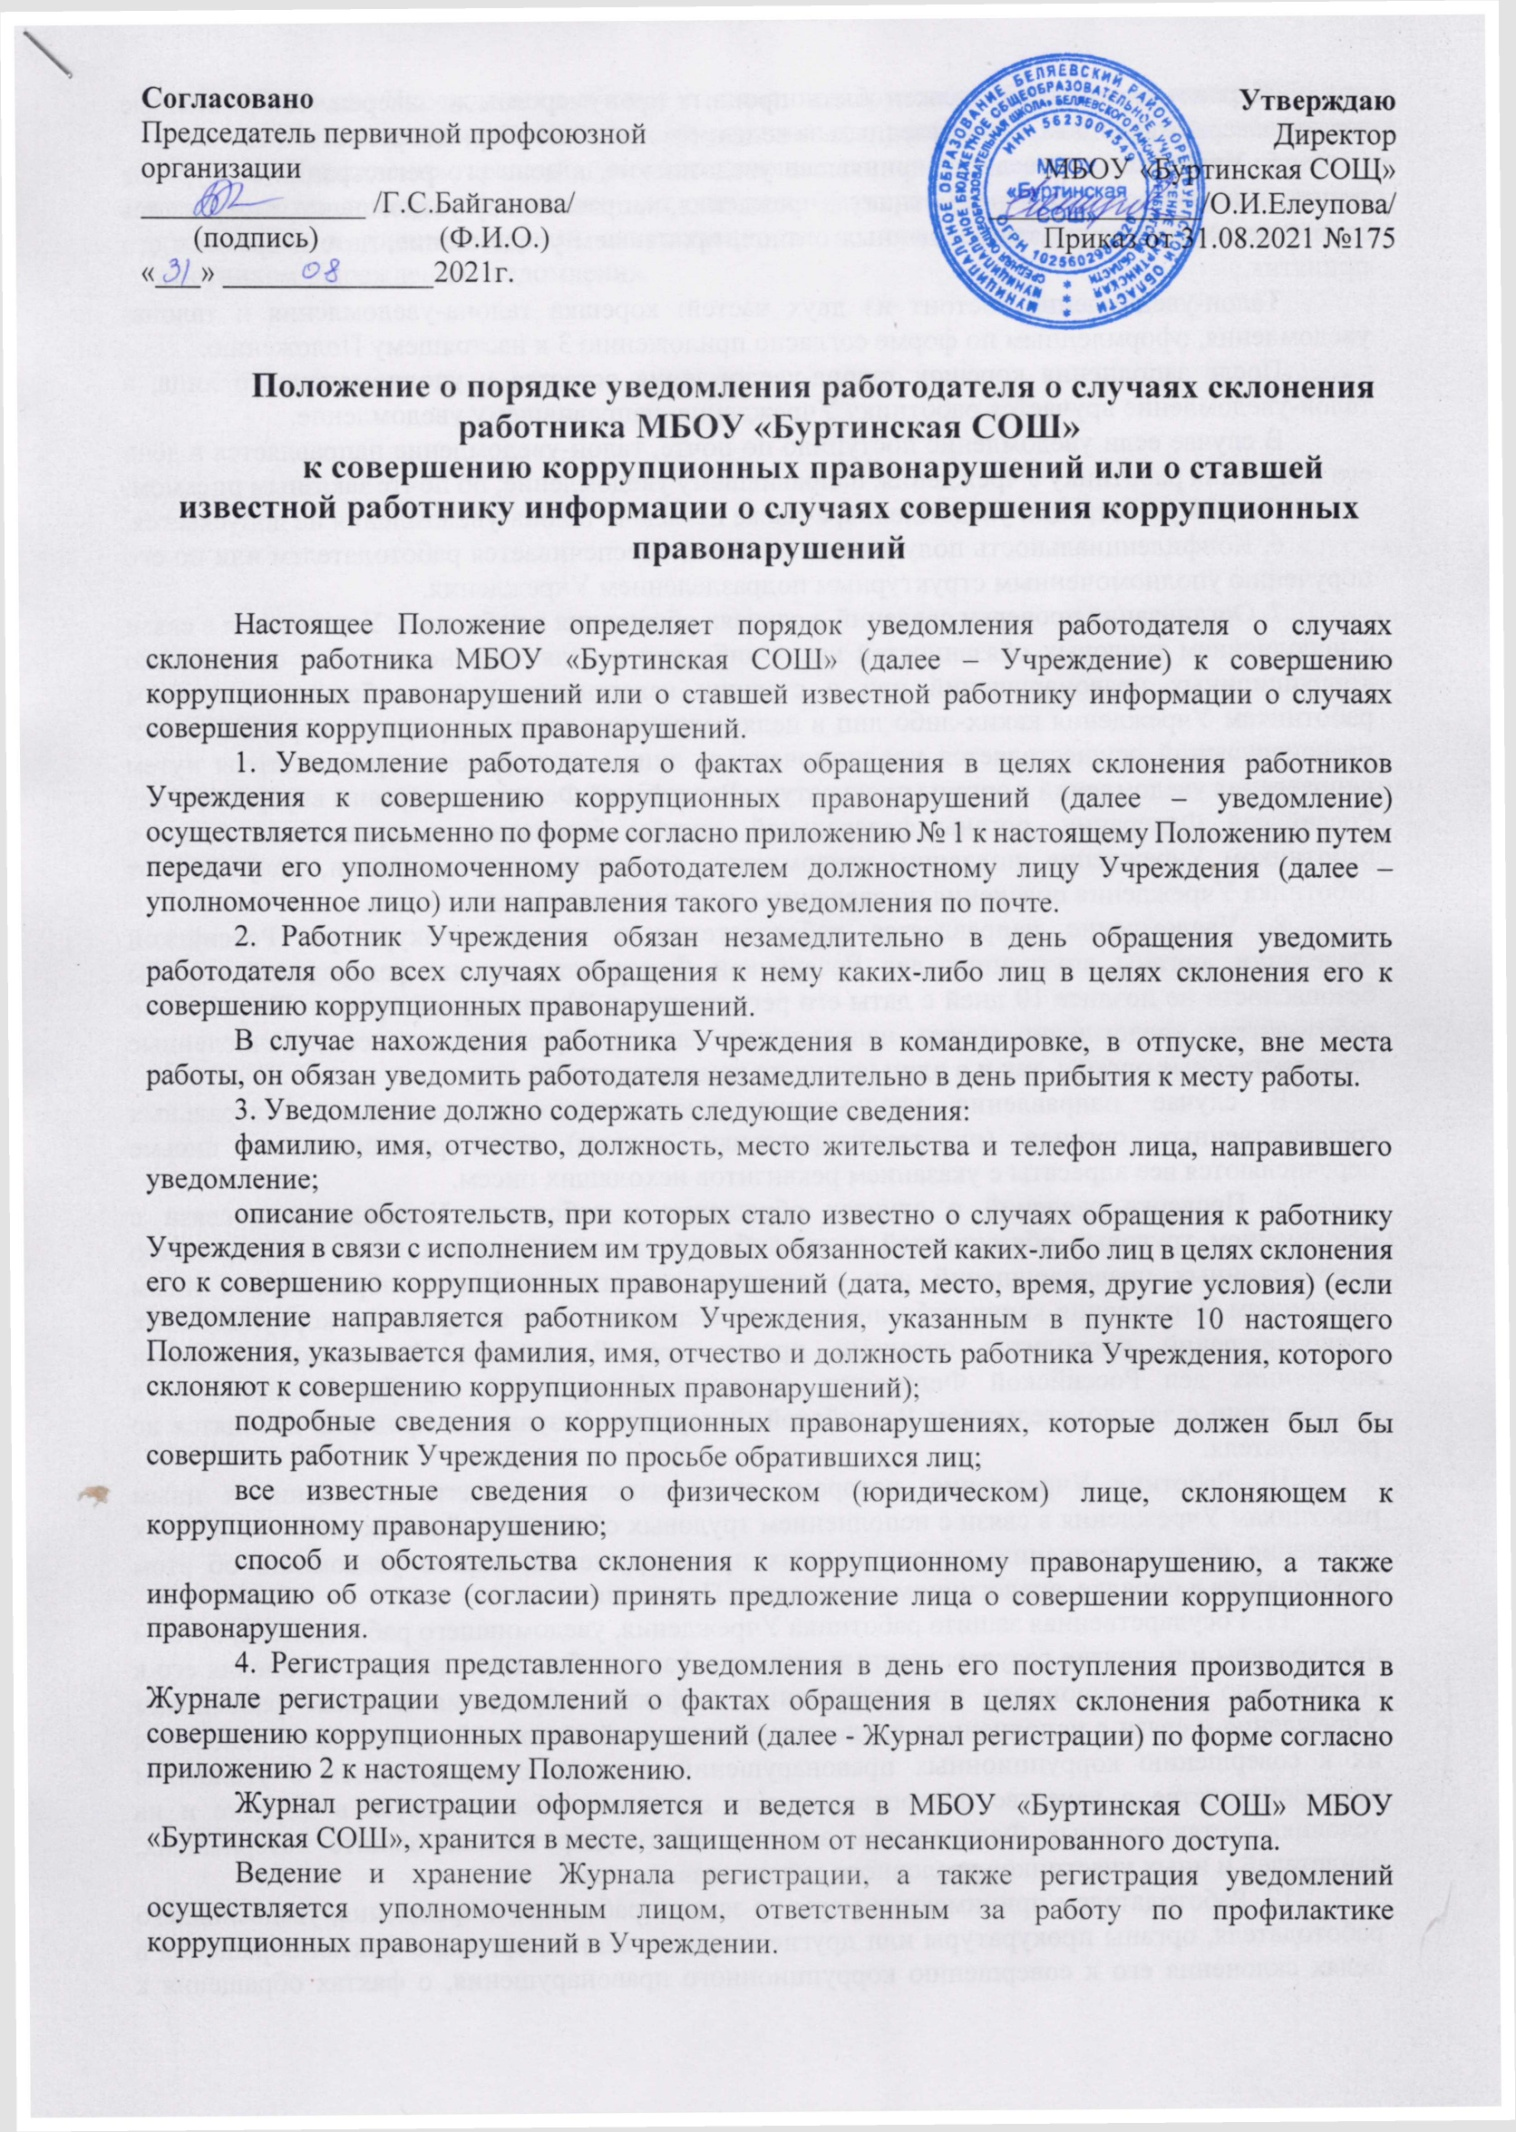 Согласовано
Председатель первичной профсоюзной
организации
_______________ /Г.С.Байганова/
(подпись) (Ф.И.О.)
«31» 08 2021г.
Утверждаю
Директор
МБОУ «Буртинская СОЩ»
/О.И.Елеупова/
Приказ от 31.08.2021 №175
МБОУ
«Буртинская
СОШ»
ИНН 5623004549
Положение о порядке уведомления работодателя о случаях склонения
работника МБОУ «Буртинская СОШ»
к совершению коррупционных правонарушений или о ставшей
известной работнику информации о случаях совершения коррупционных
правонарушений
Настоящее Положение определяет порядок уведомления работодателя о случаях
склонения работника МБОУ «Буртинская СОШ» (далее – Учреждение) к совершению
коррупционных правонарушений или о ставшей известной работнику информации о случаях
совершения коррупционных правонарушений.
1. Уведомление работодателя о фактах обращения в целях склонения работников
Учреждения к совершению коррупционных правонарушений (далее – уведомление)
осуществляется письменно по форме согласно приложению № 1 к настоящему Положению путем
передачи его уполномоченному работодателем должностному лицу Учреждения (далее –
уполномоченное лицо) или направления такого уведомления по почте.
2. Работник Учреждения обязан незамедлительно в день обращения уведомить
работодателя обо всех случаях обращения к нему каких-либо лиц в целях склонения его к
совершению коррупционных правонарушений.
В случае нахождения работника Учреждения в командировке, в отпуске, вне места
работы, он обязан уведомить работодателя незамедлительно в день прибытия к месту работы.
3. Уведомление должно содержать следующие сведения:
фамилию, имя, отчество, должность, место жительства и телефон лица, направившего
уведомление;
описание обстоятельств, при которых стало известно о случаях обращения к работнику
Учреждения в связи с исполнением им трудовых обязанностей каких-либо лиц в целях склонения
его к совершению коррупционных правонарушений (дата, место, время, другие условия) (если
уведомление направляется работником Учреждения, указанным в пункте 10 настоящего
Положения, указывается фамилия, имя, отчество и должность работника Учреждения, которого
склоняют к совершению коррупционных правонарушений);
подробные сведения о коррупционных правонарушениях, которые должен был бы
совершить работник Учреждения по просьбе обратившихся лиц;
все известные сведения о физическом (юридическом) лице, склоняющем к
коррупционному правонарушению;
способ и обстоятельства склонения к коррупционному правонарушению, а также
информацию об отказе (согласии) принять предложение лица о совершении коррупционного
правонарушения.
4. Регистрация представленного уведомления в день его поступления производится в
Журнале регистрации уведомлений о фактах обращения в целях склонения работника к
совершению коррупционных правонарушений (далее - Журнал регистрации) по форме согласно
приложению 2 к настоящему Положению.
Журнал регистрации оформляется и ведется в МБОУ «Буртинская СОШ» МБОУ
«Буртинская СОШ», хранится в месте, защищенном от несанкционированного доступа.
Ведение и хранение Журнала регистрации, а также регистрация уведомлений
осуществляется уполномоченным лицом, ответственным за работу по профилактике
коррупционных правонарушений в Учреждении.